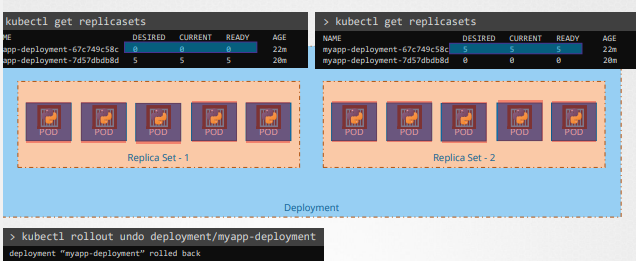 kubectl get replicasets
ME DESIRED CURRENT READY AGE
app-deployment-67c749c58c 0 0 0 22m
app-deployment-7d57dbdb8d 5 5 5 20m
> kubectl get replicasets
NAME DESIRED CURRENT READY AGE
myapp-deployment-67c749c58c 5 5 5 22m
myapp-deployment-7d57dbdb8d 0 0 0 20m
POD POD POD POD POD
Replica Set - 1
POD POD POD POD POD
Replica Set - 2
Deployment
> kubectl rollout undo deployment/myapp-deployment
deployment “myapp-deployment” rolled back